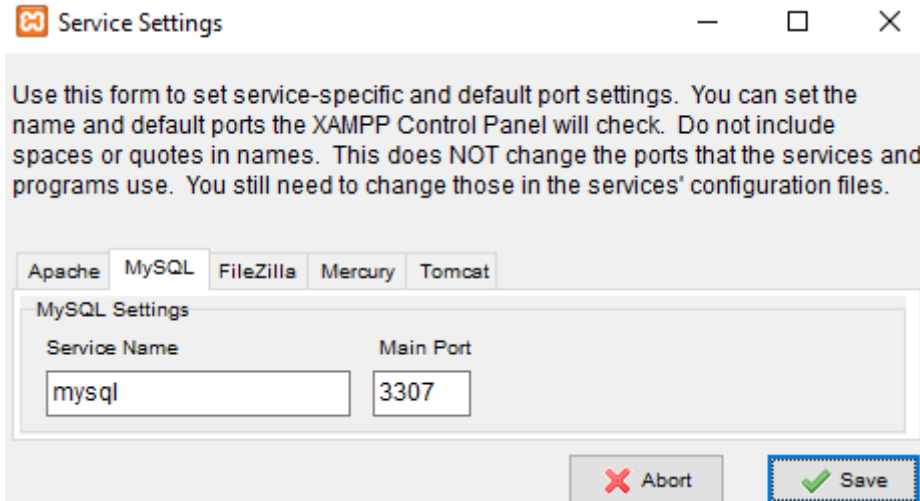 Service Settings
Use this form to set service-specific and default port settings.  You can set the
name and default ports the XAMPP Control Panel will check.  Do not include
spaces or quotes in names.  This does NOT change the ports that the services and
programs use.  You still need to change those in the services' configuration files.
Apache MySQL FileZilla Mercury Tomcat
MySQL Settings
Service Name Main Port
mysql 3307
Abort Save